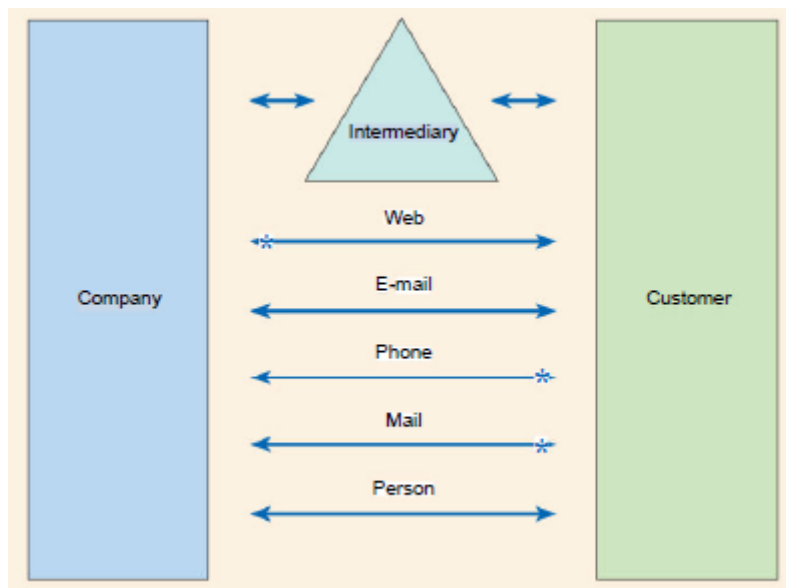 Intermediary
Web
*
Company
E-mail
Customer
Phone
*
Mail
*
Person